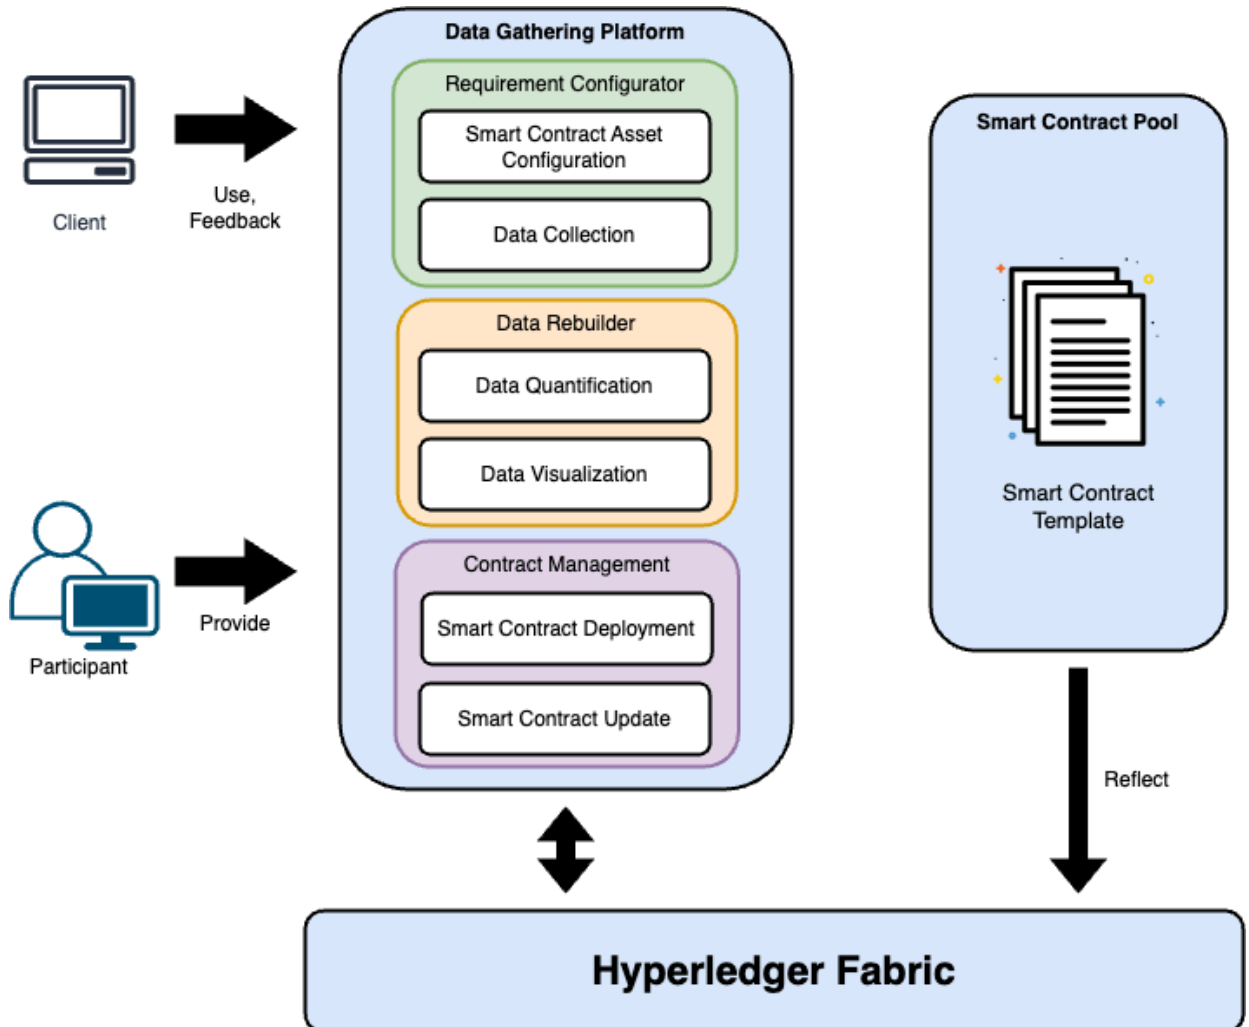 Data Gathering Platform
Requirement Configurator
Smart Contract Asset
Configuration
Data Collection
Client
Use,
Feedback
Data Rebuilder
Data Quantification
Data Visualization
Participant
Provide
Contract Management
Smart Contract Deployment
Smart Contract Update
Smart Contract Pool
Smart Contract
Template
Reflect
Hyperledger Fabric